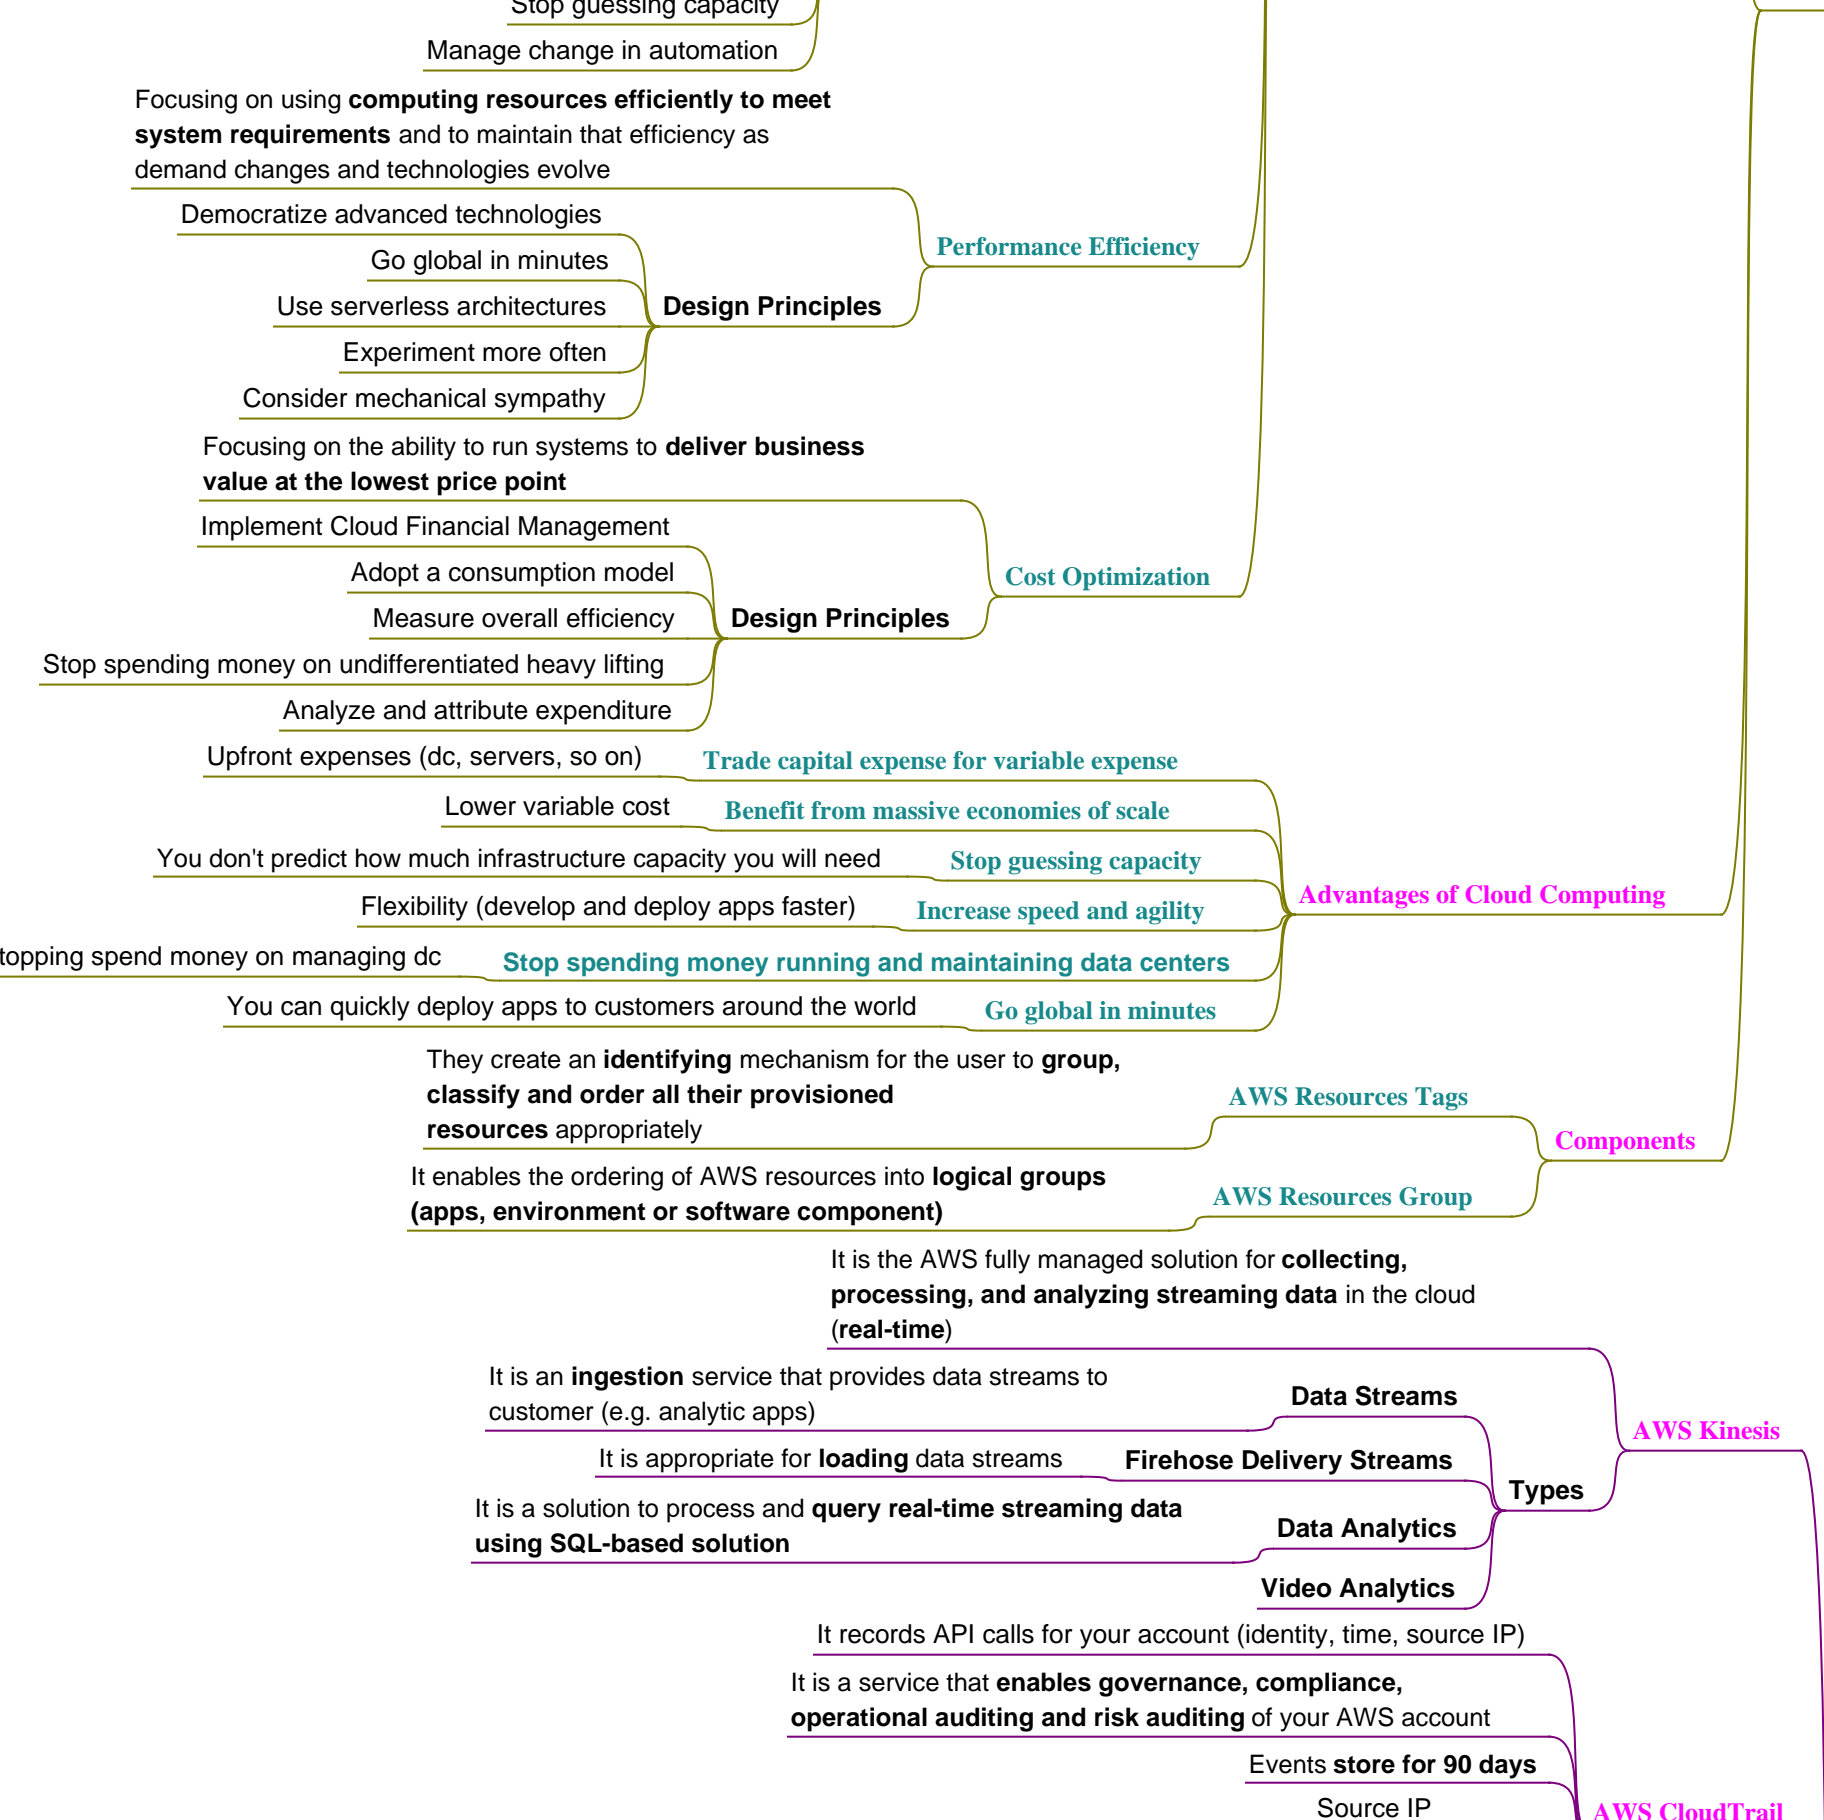 Stop guessing capacity
Manage change in automation
Focusing on using computing resources efficiently to meet
system requirements and to maintain that efficiency as
demand changes and technologies evolve
Democratize advanced technologies
Go global in minutes
Use serverless architectures
Experiment more often
Consider mechanical sympathy
Design Principles
Performance Efficiency
Focusing on the ability to run systems to deliver business
value at the lowest price point
Implement Cloud Financial Management
Adopt a consumption model
Measure overall efficiency
Stop spending money on undifferentiated heavy lifting
Analyze and attribute expenditure
Design Principles
Cost Optimization
Upfront expenses (dc, servers, so on)
Trade capital expense for variable expense
Lower variable cost
Benefit from massive economies of scale
You don't predict how much infrastructure capacity you will need
Stop guessing capacity
Flexibility (develop and deploy apps faster)
Increase speed and agility
topping spend money on managing dc
Stop spending money running and maintaining data centers
You can quickly deploy apps to customers around the world
Go global in minutes
Advantages of Cloud Computing
They create an identifying mechanism for the user to group,
classify and order all their provisioned
resources appropriately
AWS Resources Tags
It enables the ordering of AWS resources into logical groups
(apps, environment or software component)
AWS Resources Group
Components
It is the AWS fully managed solution for collecting,
processing, and analyzing streaming data in the cloud
(real-time)
It is an ingestion service that provides data streams to
customer (e.g. analytic apps)
Data Streams
It is appropriate for loading data streams
Firehose Delivery Streams
It is a solution to process and query real-time streaming data
using SQL-based solution
Data Analytics
Video Analytics
Types
AWS Kinesis
It records API calls for your account (identity, time, source IP)
It is a service that enables governance, compliance,
operational auditing and risk auditing of your AWS account
Events store for 90 days
Source IP
AWS CloudTrail